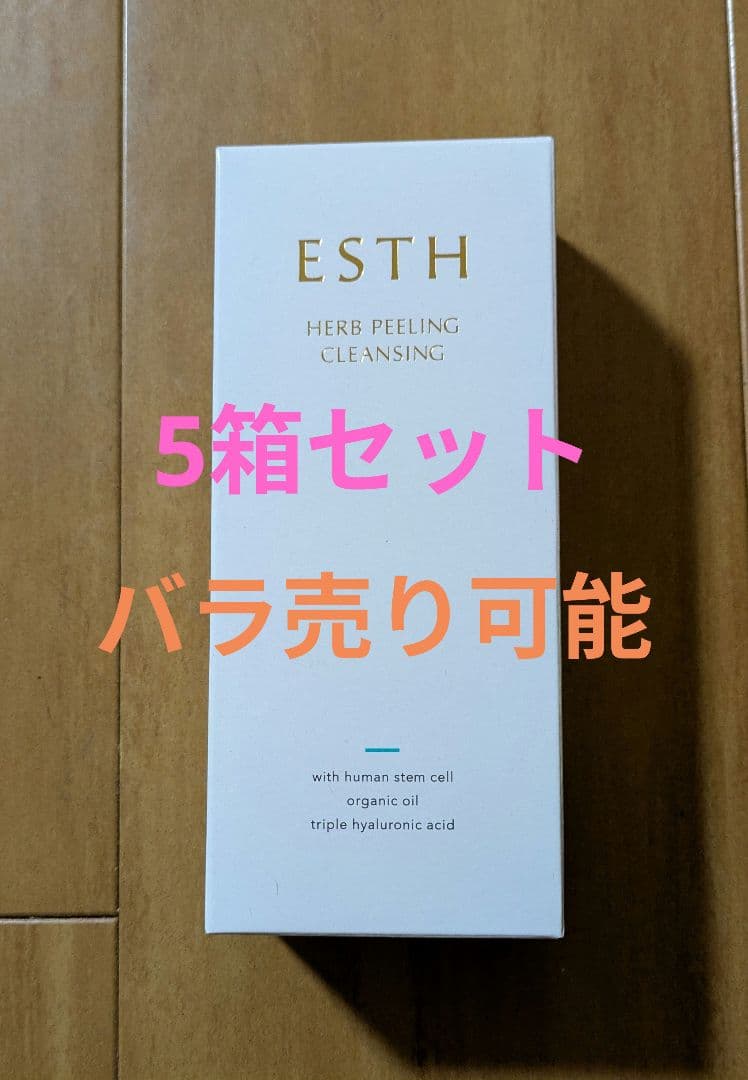 ESTH
HERB PEELING
CLEANSING
5箱セット
バラ売り可能
with human stem cell
organic oil
triple hyaluronic acid